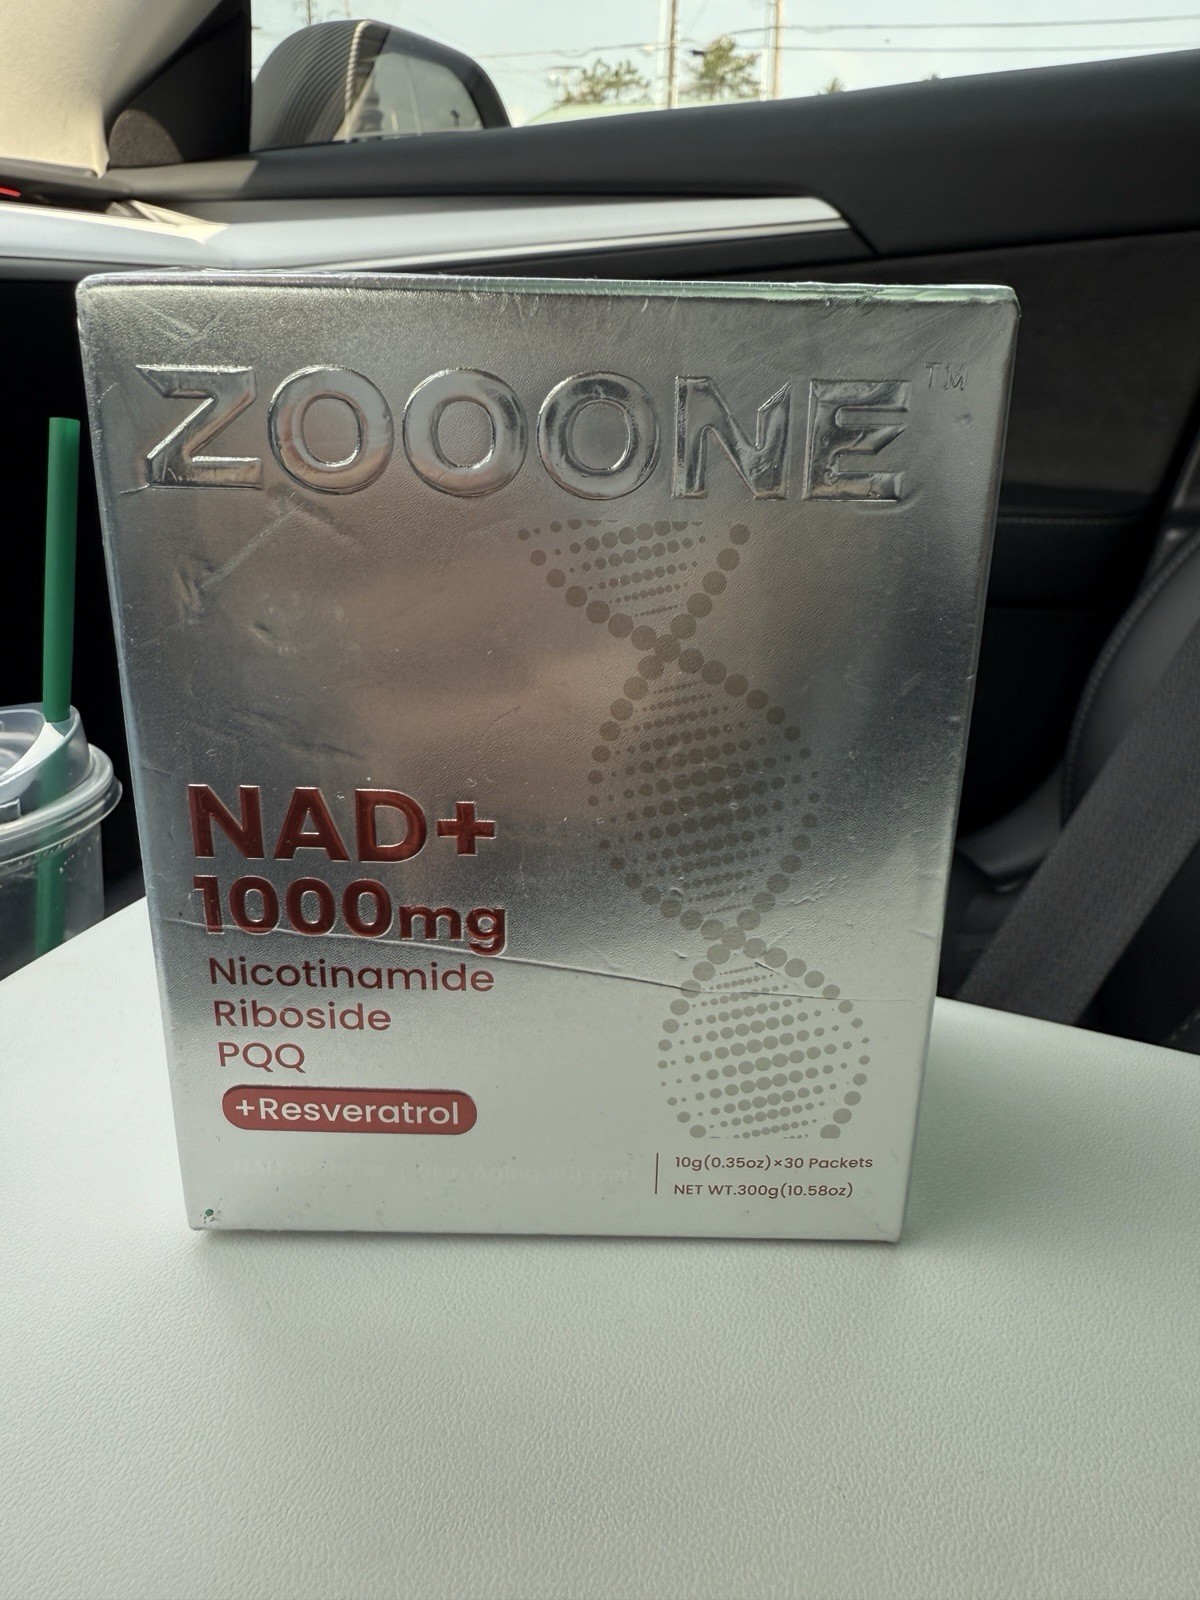 ZOOONE™
NAD+
1000mg
Nicotinamide
Riboside
PQQ
+Resveratrol
10g(0.35oz)×30 Packets
NET WT.300g(10.58oz)